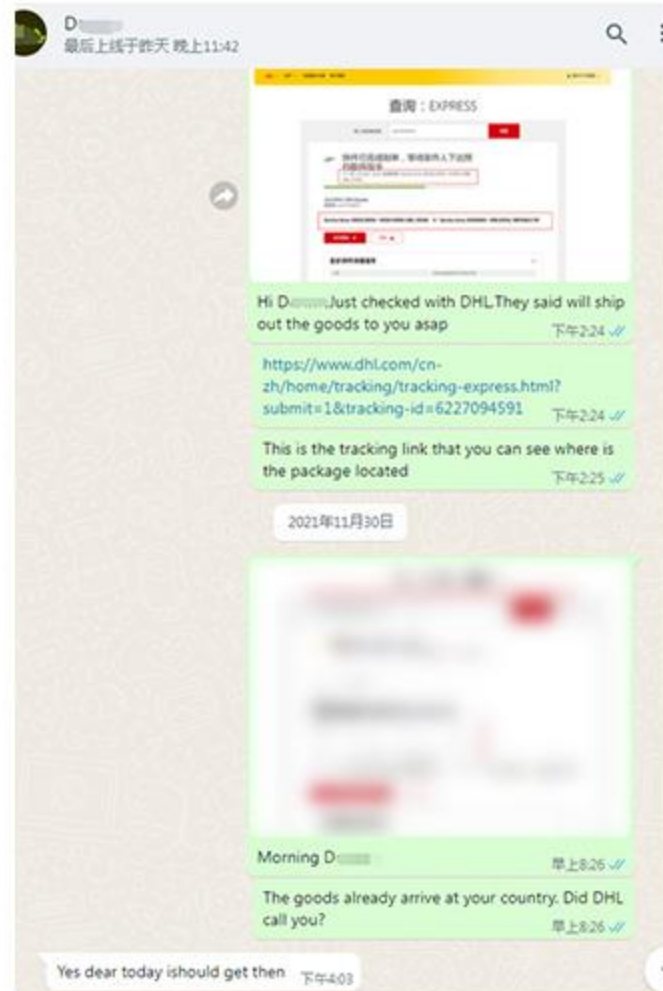 D
最后上线于昨天 晚上11:42
查询：EXPRESS
Hi D Just checked with DHL.They said will ship
out the goods to you asap
下午2:24
https://www.dhl.com/cn-
zh/home/tracking/tracking-express.html?
submit=1&tracking-id=6227094591
下午2:24
This is the tracking link that you can see where is
the package located
下午2:25
2021年11月30日
Morning D
早上8:26
The goods already arrive at your country. Did DHL
call you?
早上8:26
Yes dear today ishould get then
下午4:03